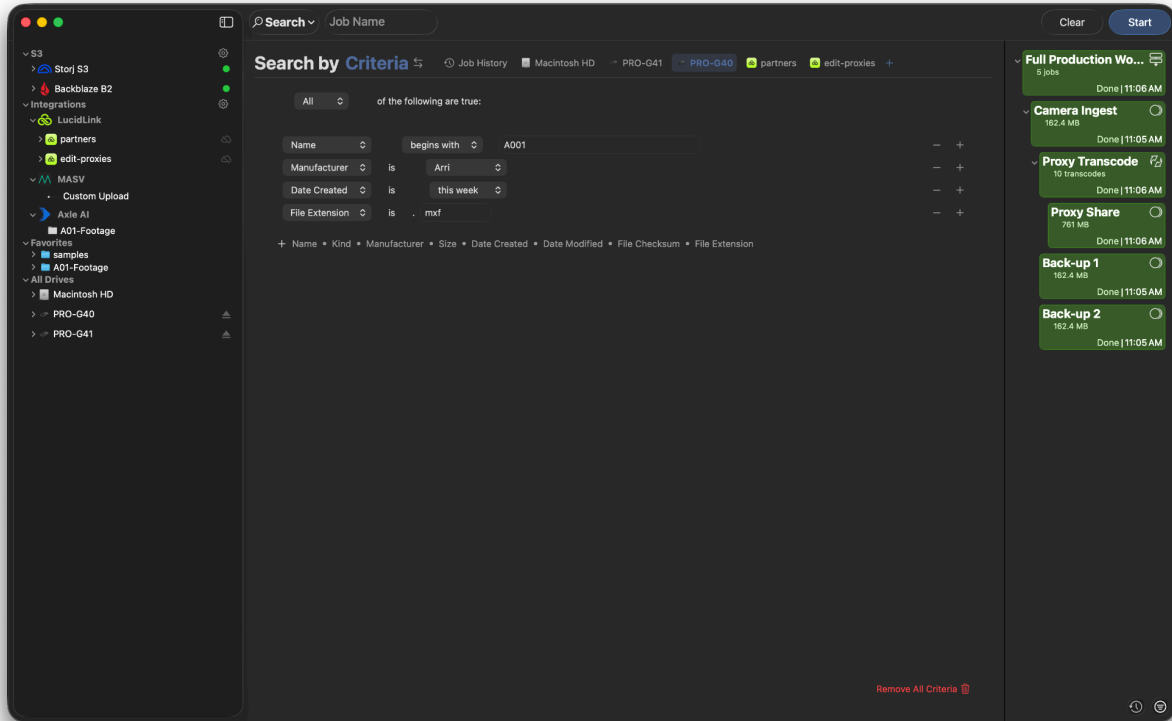 Search
Job Name
Clear
Start
S3
Storj S3
Backblaze B2
Integrations
LucidLink
partners
edit-proxies
MASV
Custom Upload
Axle AI
A01-Footage
Favorites
samples
A01-Footage
All Drives
Macintosh HD
PRO-G40
PRO-G41
Search by Criteria
Job History
Macintosh HD
PRO-G41
PRO-G40
partners
edit-proxies
+
All
of the following are true:
Name begins with A001 − +
Manufacturer is Arri − +
Date Created is this week − +
File Extension is . mxf − +
+ Name • Kind • Manufacturer • Size • Date Created • Date Modified • File Checksum • File Extension
Remove All Criteria
Full Production Wo...
5 jobs
Done | 11:06 AM
Camera Ingest
162.4 MB
Done | 11:05 AM
Proxy Transcode
10 transcodes
Done | 11:06 AM
Proxy Share
761 MB
Done | 11:06 AM
Back-up 1
162.4 MB
Done | 11:05 AM
Back-up 2
162.4 MB
Done | 11:05 AM